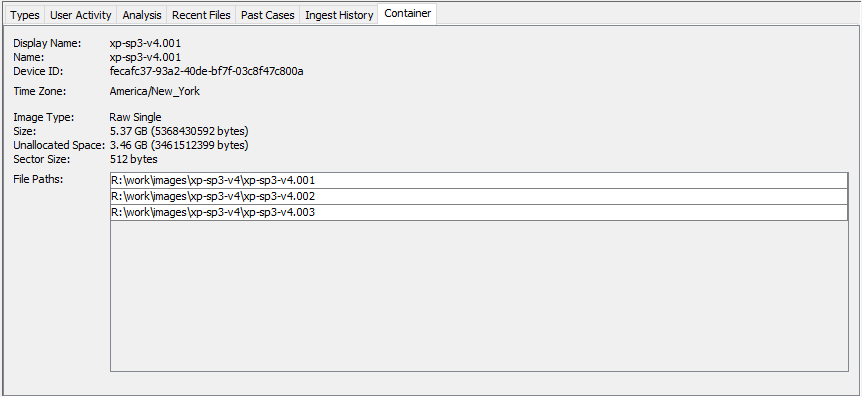 Types User Activity Analysis Recent Files Past Cases Ingest History Container
Display Name: xp-sp3-v4.001
Name: xp-sp3-v4.001
Device ID: fecafc37-93a2-40de-bf7f-03c8f47c800a
Time Zone: America/New_York
Image Type: Raw Single
Size: 5.37 GB (5368430592 bytes)
Unallocated Space: 3.46 GB (3461512399 bytes)
Sector Size: 512 bytes
File Paths: R:\work\images\xp-sp3-v4\xp-sp3-v4.001
R:\work\images\xp-sp3-v4\xp-sp3-v4.002
R:\work\images\xp-sp3-v4\xp-sp3-v4.003